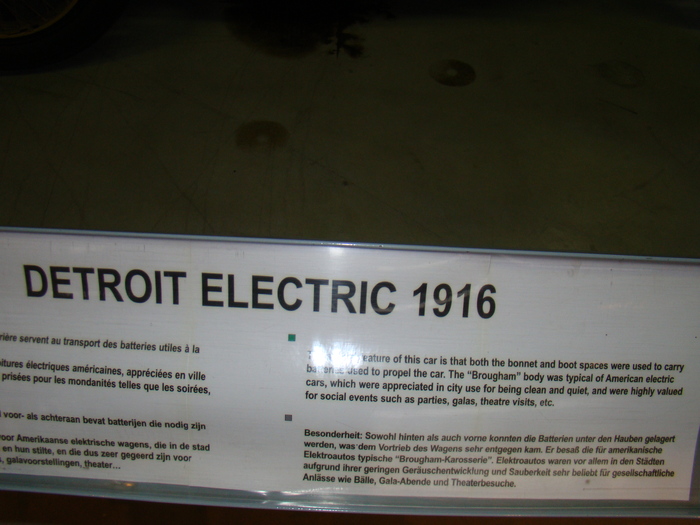 DETROIT ELECTRIC 1916
rière servent au transport des batteries utiles à la
oitures électriques américaines, appréciées en ville
prisées pour les mondanités telles que les soirées,
l voor- als achteraan bevat batterijen die nodig zijn
oor Amerikaanse elektrische wagens, die in de stad
en hun stilte, en die dus zeer gegeerd zijn voor
, galavoorstellingen, theater...
eature of this car is that both the bonnet and boot spaces were used to carry
batteries used to propel the car. The "Brougham" body was typical of American electric
cars, which were appreciated in city use for being clean and quiet, and were highly valued
for social events such as parties, galas, theatre visits, etc.
Besonderheit: Sowohl hinten als auch vorne konnten die Batterien unter den Hauben gelagert
werden, was dem Vortrieb des Wagens sehr entgegen kam. Er besaß die für amerikanische
Elektroautos typische "Brougham-Karosserie". Elektroautos waren vor allem in den Städten
aufgrund ihrer geringen Geräuschentwicklung und Sauberkeit sehr beliebt für gesellschaftliche
Anlässe wie Bälle, Gala-Abende und Theaterbesuche.